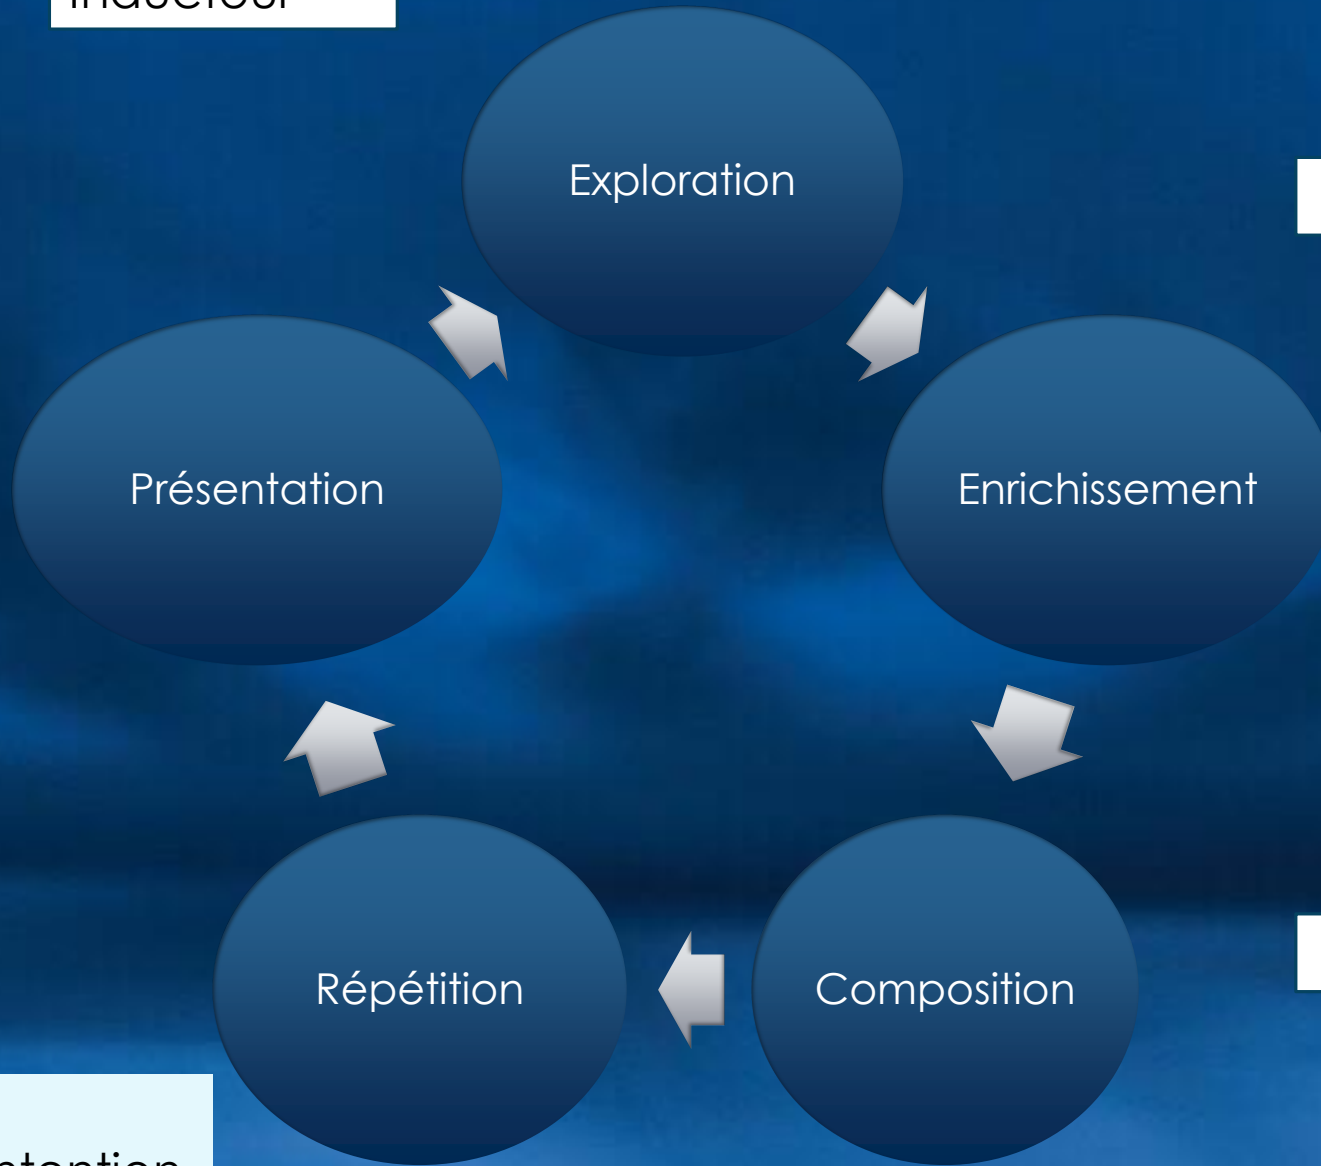 Exploration
Présentation
Enrichissement
Répétition
Composition